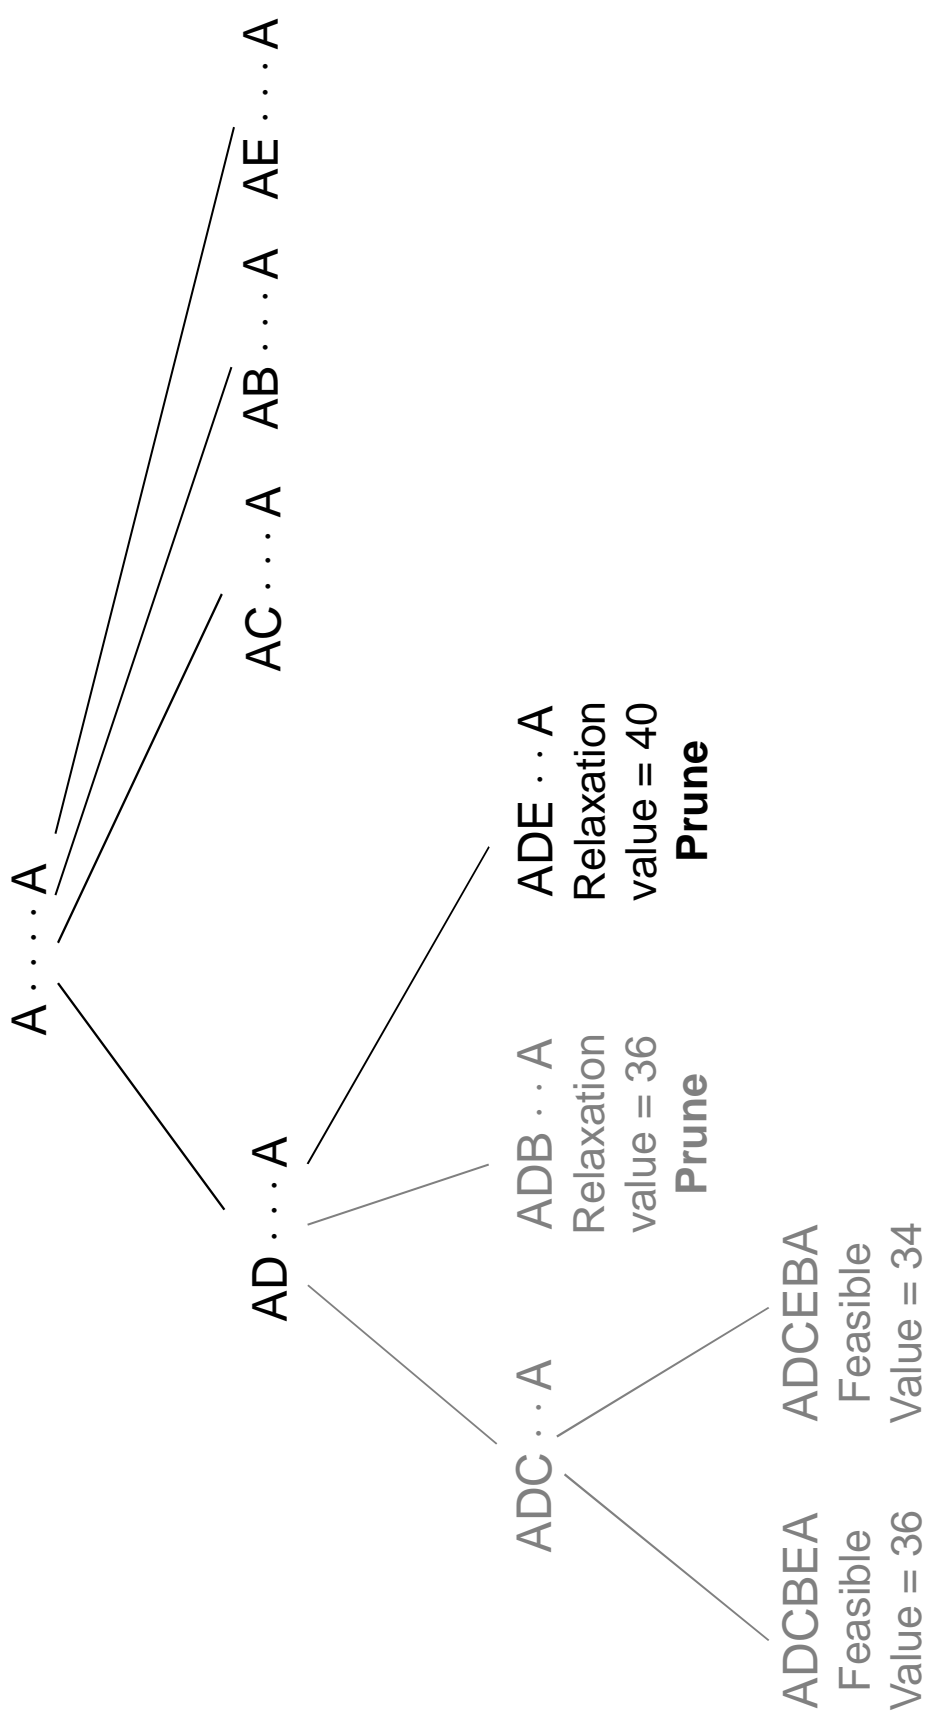 A · · · · A
AD · · · A
AC · · · A
AB · · · A
AE · · · A
ADC · · A
ADB · · A
Relaxation
value = 36
Prune
ADE · · A
Relaxation
value = 40
Prune
ADCBEA
Feasible
Value = 36
ADCEBA
Feasible
Value = 34